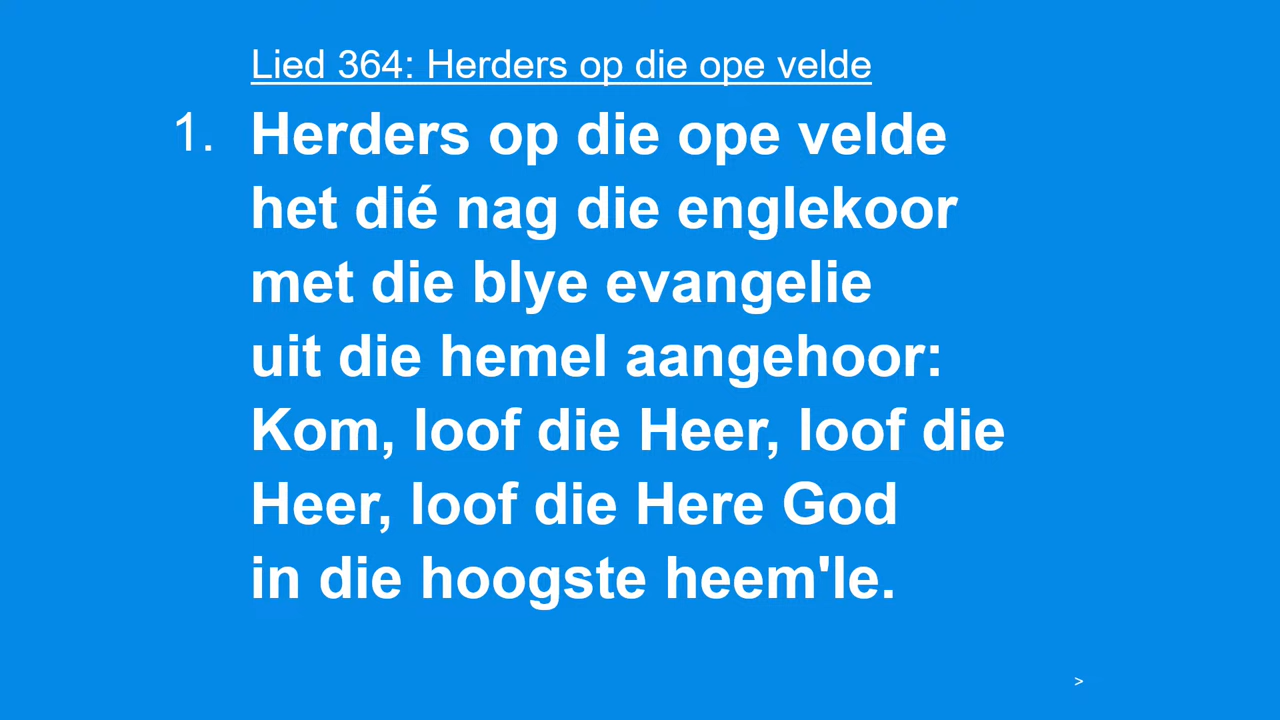 Lied 364: Herders op die ope velde
1. Herders op die ope velde
het dié nag die englekoor
met die blye evangelie
uit die hemel aangehoor:
Kom, loof die Heer, loof die
Heer, loof die Here God
in die hoogste heem'le.
>